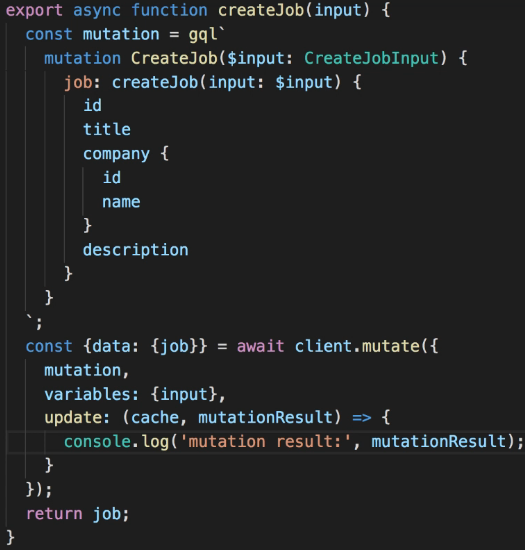 export async function createJob(input) {
  const mutation = gql`
    mutation CreateJob($input: CreateJobInput) {
      job: createJob(input: $input) {
        id
        title
        company {
          id
          name
        }
        description
      }
    }
  `;
  const {data: {job}} = await client.mutate({
    mutation,
    variables: {input},
    update: (cache, mutationResult) => {
      console.log('mutation result:', mutationResult);
    }
  });
  return job;
}